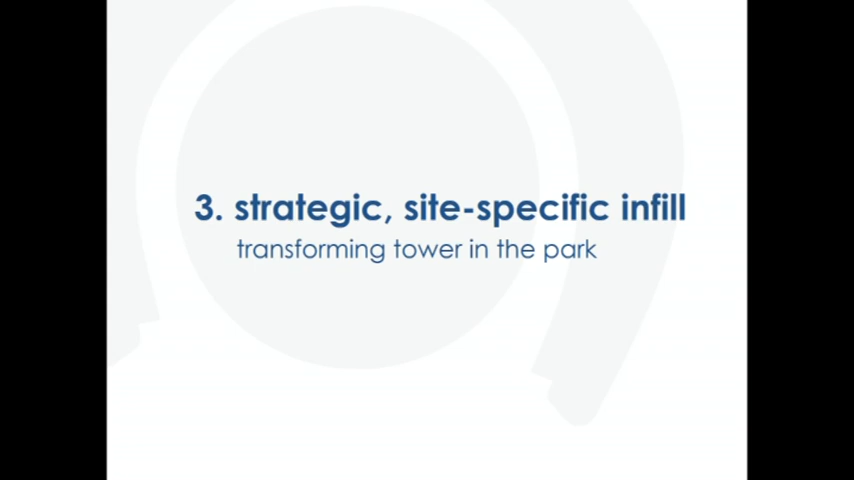 3. strategic, site-specific infill
transforming tower in the park